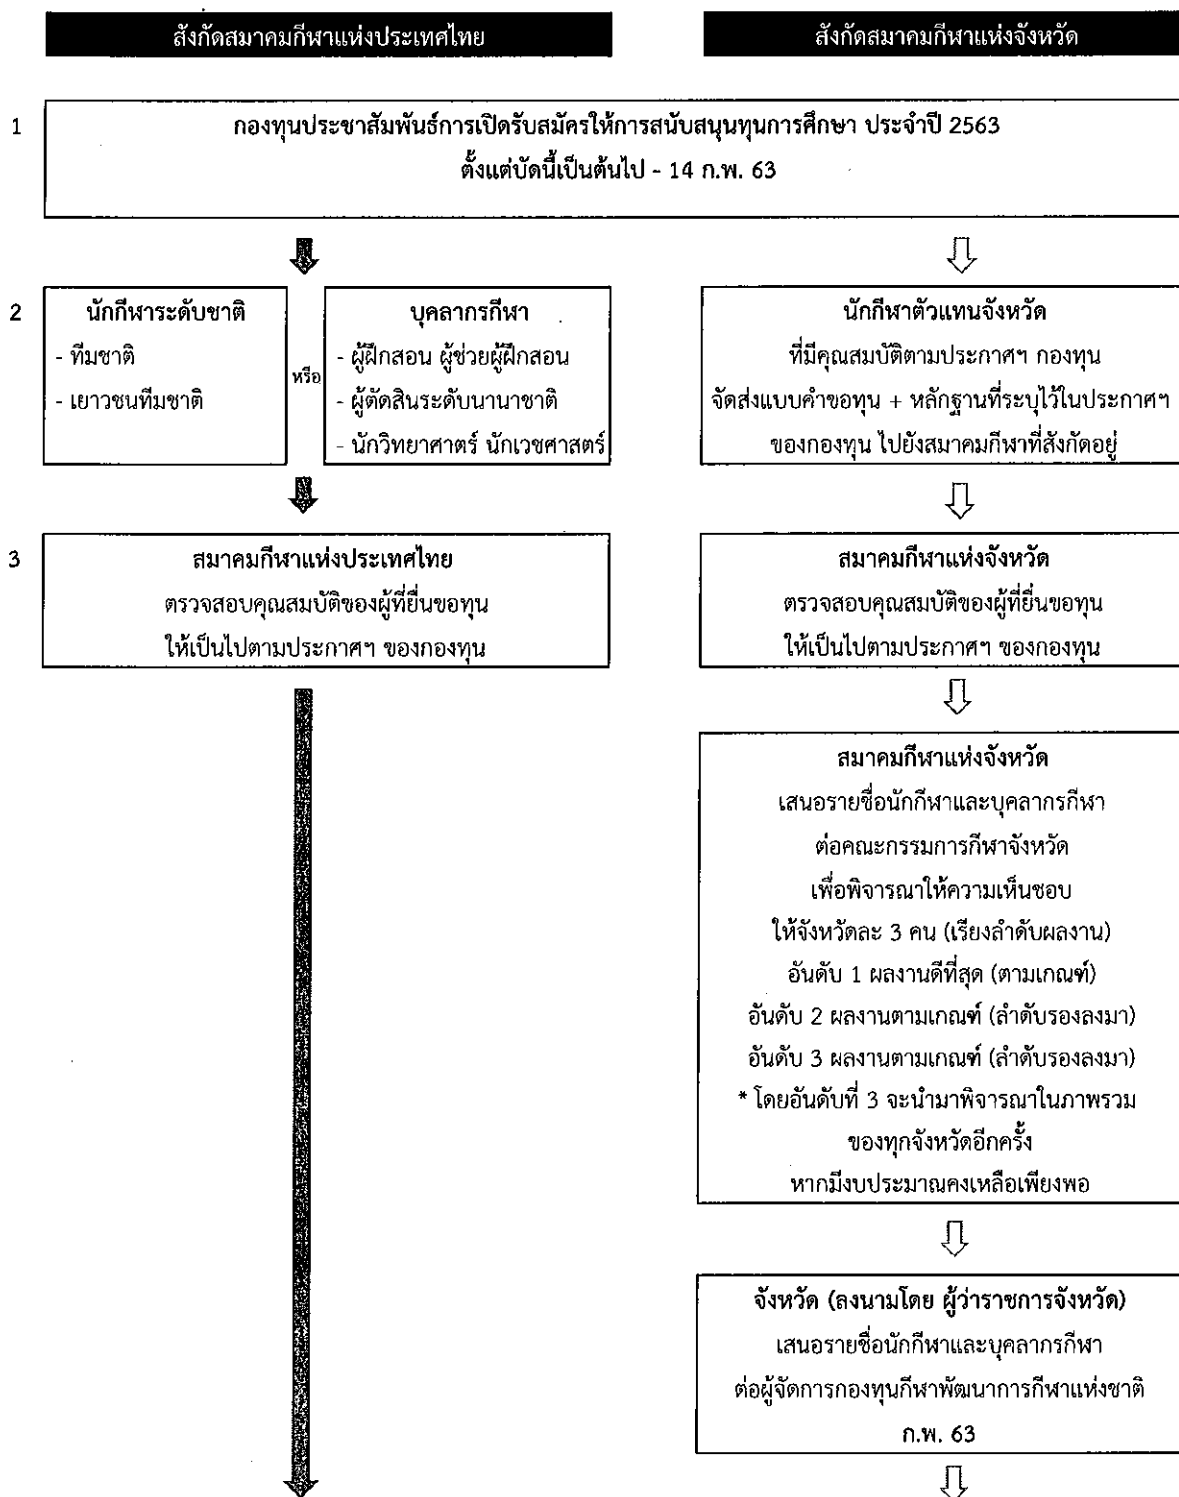 สังกัดสมาคมกีฬาแห่งประเทศไทย
สังกัดสมาคมกีฬาแห่งจังหวัด
1
กองทุนประชาสัมพันธ์การเปิดรับสมัครให้การสนับสนุนทุนการศึกษา ประจำปี 2563
ตั้งแต่บัดนี้เป็นต้นไป - 14 ก.พ. 63
2
นักกีฬาระดับชาติ
- ทีมชาติ
- เยาวชนทีมชาติ
หรือ
บุคลากรกีฬา
- ผู้ฝึกสอน ผู้ช่วยผู้ฝึกสอน
- ผู้ตัดสินระดับนานาชาติ
- นักวิทยาศาตร์ นักเวชศาสตร์
นักกีฬาตัวแทนจังหวัด
ที่มีคุณสมบัติตามประกาศฯ กองทุน
จัดส่งแบบคำขอทุน + หลักฐานที่ระบุไว้ในประกาศฯ
ของกองทุน ไปยังสมาคมกีฬาที่สังกัดอยู่
3
สมาคมกีฬาแห่งประเทศไทย
ตรวจสอบคุณสมบัติของผู้ที่ยื่นขอทุน
ให้เป็นไปตามประกาศฯ ของกองทุน
สมาคมกีฬาแห่งจังหวัด
ตรวจสอบคุณสมบัติของผู้ที่ยื่นขอทุน
ให้เป็นไปตามประกาศฯ ของกองทุน
สมาคมกีฬาแห่งจังหวัด
เสนอรายชื่อนักกีฬาและบุคลากรกีฬา
ต่อคณะกรรมการกีฬาจังหวัด
เพื่อพิจารณาให้ความเห็นชอบ
ให้จังหวัดละ 3 คน (เรียงลำดับผลงาน)
อันดับ 1 ผลงานดีที่สุด (ตามเกณฑ์)
อันดับ 2 ผลงานตามเกณฑ์ (ลำดับรองลงมา)
อันดับ 3 ผลงานตามเกณฑ์ (ลำดับรองลงมา)
* โดยอันดับที่ 3 จะนำมาพิจารณาในภาพรวม
ของทุกจังหวัดอีกครั้ง
หากมีงบประมาณคงเหลือเพียงพอ
จังหวัด (ลงนามโดย ผู้ว่าราชการจังหวัด)
เสนอรายชื่อนักกีฬาและบุคลากรกีฬา
ต่อผู้จัดการกองทุนกีฬาพัฒนาการกีฬาแห่งชาติ
ก.พ. 63